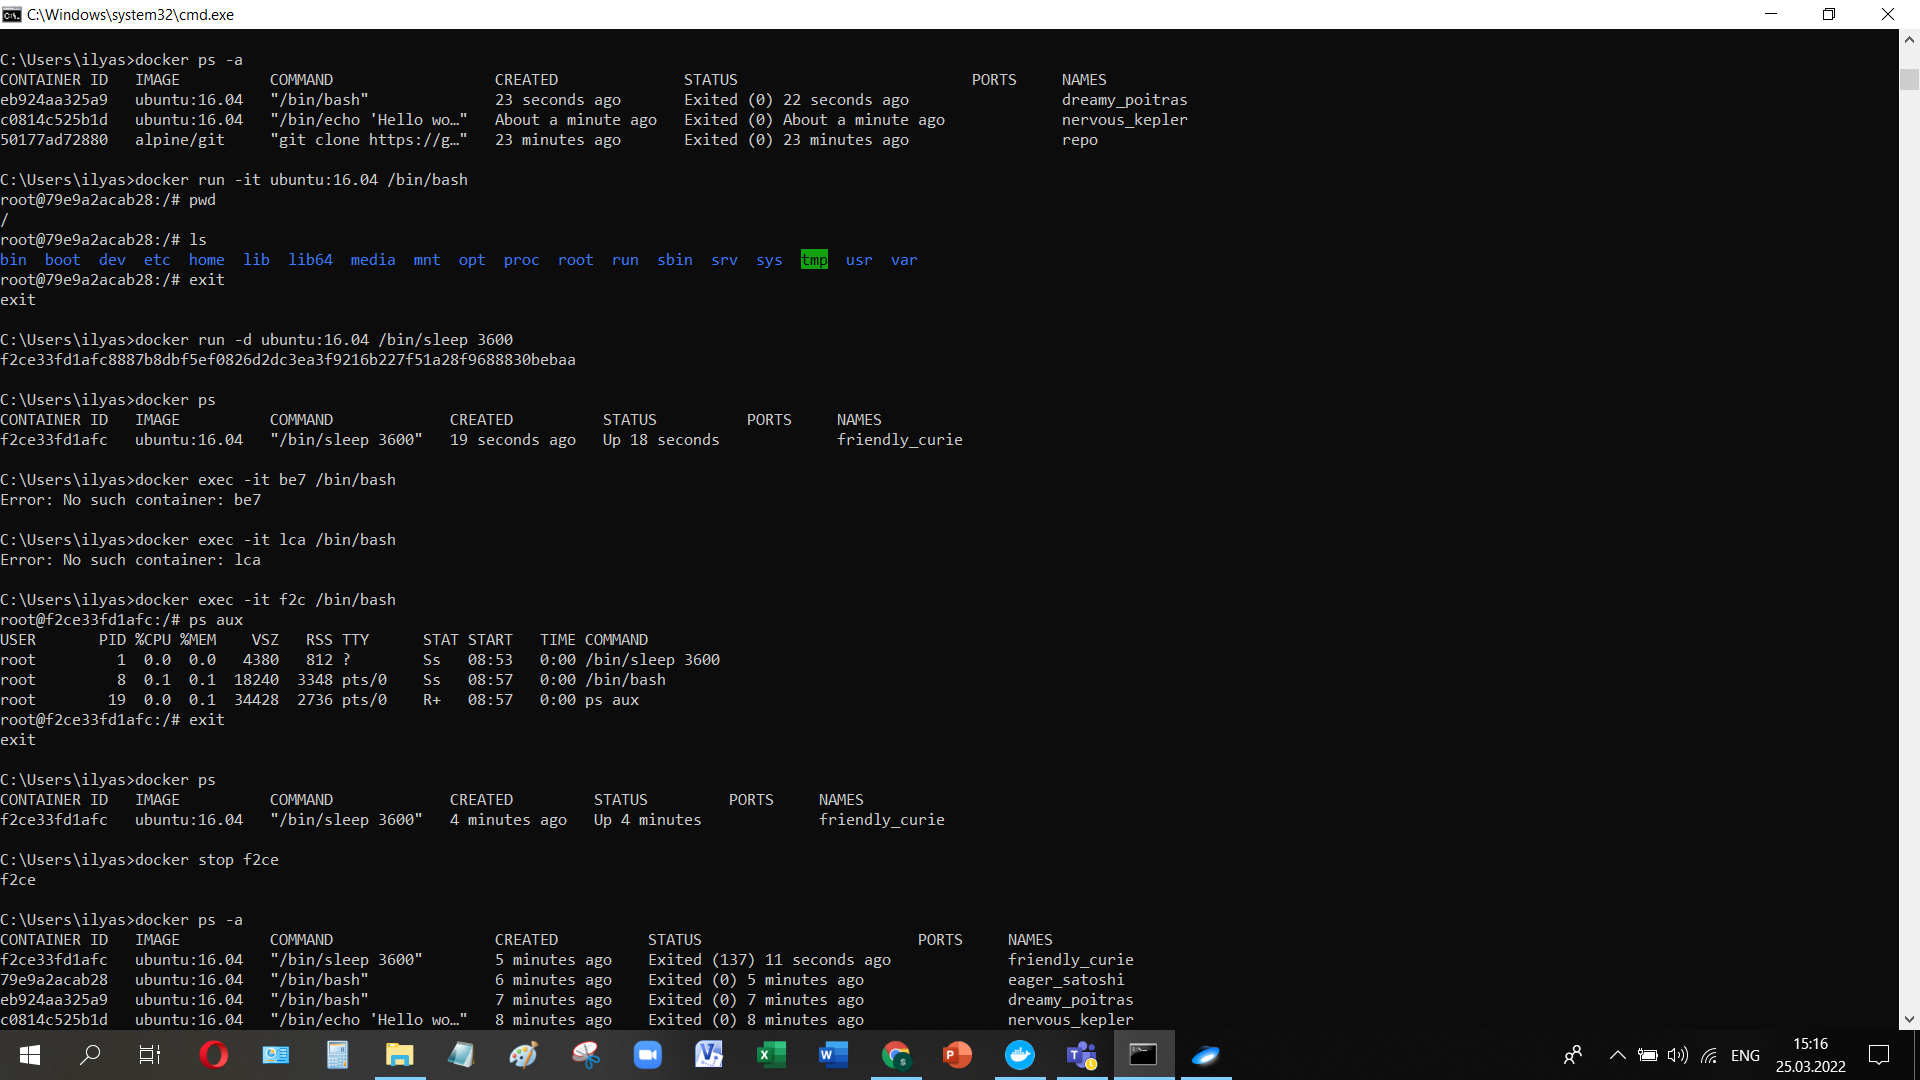 C:\Windows\system32\cmd.exe
C:\Users\ilyas>docker ps -a
CONTAINER ID   IMAGE          COMMAND                  CREATED              STATUS                          PORTS     NAMES
eb924aa325a9   ubuntu:16.04   "/bin/bash"              23 seconds ago       Exited (0) 22 seconds ago                 dreamy_poitras
c0814c525b1d   ubuntu:16.04   "/bin/echo 'Hello wo…"   About a minute ago   Exited (0) About a minute ago             nervous_kepler
50177ad72880   alpine/git     "git clone https://g…"   23 minutes ago       Exited (0) 23 minutes ago                 repo
C:\Users\ilyas>docker run -it ubuntu:16.04 /bin/bash
root@79e9a2acab28:/# pwd
/
root@79e9a2acab28:/# ls
bin  boot  dev  etc  home  lib  lib64  media  mnt  opt  proc  root  run  sbin  srv  sys  tmp  usr  var
root@79e9a2acab28:/# exit
exit
C:\Users\ilyas>docker run -d ubuntu:16.04 /bin/sleep 3600
f2ce33fd1afc8887b8dbf5ef0826d2dc3ea3f9216b227f51a28f9688830bebaa
C:\Users\ilyas>docker ps
CONTAINER ID   IMAGE          COMMAND             CREATED          STATUS          PORTS     NAMES
f2ce33fd1afc   ubuntu:16.04   "/bin/sleep 3600"   19 seconds ago   Up 18 seconds             friendly_curie
C:\Users\ilyas>docker exec -it be7 /bin/bash
Error: No such container: be7
C:\Users\ilyas>docker exec -it lca /bin/bash
Error: No such container: lca
C:\Users\ilyas>docker exec -it f2c /bin/bash
root@f2ce33fd1afc:/# ps aux
USER       PID %CPU %MEM    VSZ   RSS TTY      STAT START   TIME COMMAND
root         1  0.0  0.0   4380   812 ?        Ss   08:53   0:00 /bin/sleep 3600
root         8  0.1  0.1  18240  3348 pts/0    Ss   08:57   0:00 /bin/bash
root        19  0.0  0.1  34428  2736 pts/0    R+   08:57   0:00 ps aux
root@f2ce33fd1afc:/# exit
exit
C:\Users\ilyas>docker ps
CONTAINER ID   IMAGE          COMMAND             CREATED         STATUS         PORTS     NAMES
f2ce33fd1afc   ubuntu:16.04   "/bin/sleep 3600"   4 minutes ago   Up 4 minutes             friendly_curie
C:\Users\ilyas>docker stop f2ce
f2ce
C:\Users\ilyas>docker ps -a
CONTAINER ID   IMAGE          COMMAND                  CREATED          STATUS                        PORTS     NAMES
f2ce33fd1afc   ubuntu:16.04   "/bin/sleep 3600"        5 minutes ago    Exited (137) 11 seconds ago             friendly_curie
79e9a2acab28   ubuntu:16.04   "/bin/bash"              6 minutes ago    Exited (0) 5 minutes ago                eager_satoshi
eb924aa325a9   ubuntu:16.04   "/bin/bash"              7 minutes ago    Exited (0) 7 minutes ago                dreamy_poitras
c0814c525b1d   ubuntu:16.04   "/bin/echo 'Hello wo…"   8 minutes ago    Exited (0) 8 minutes ago                nervous_kepler
ENG
15:16
25.03.2022